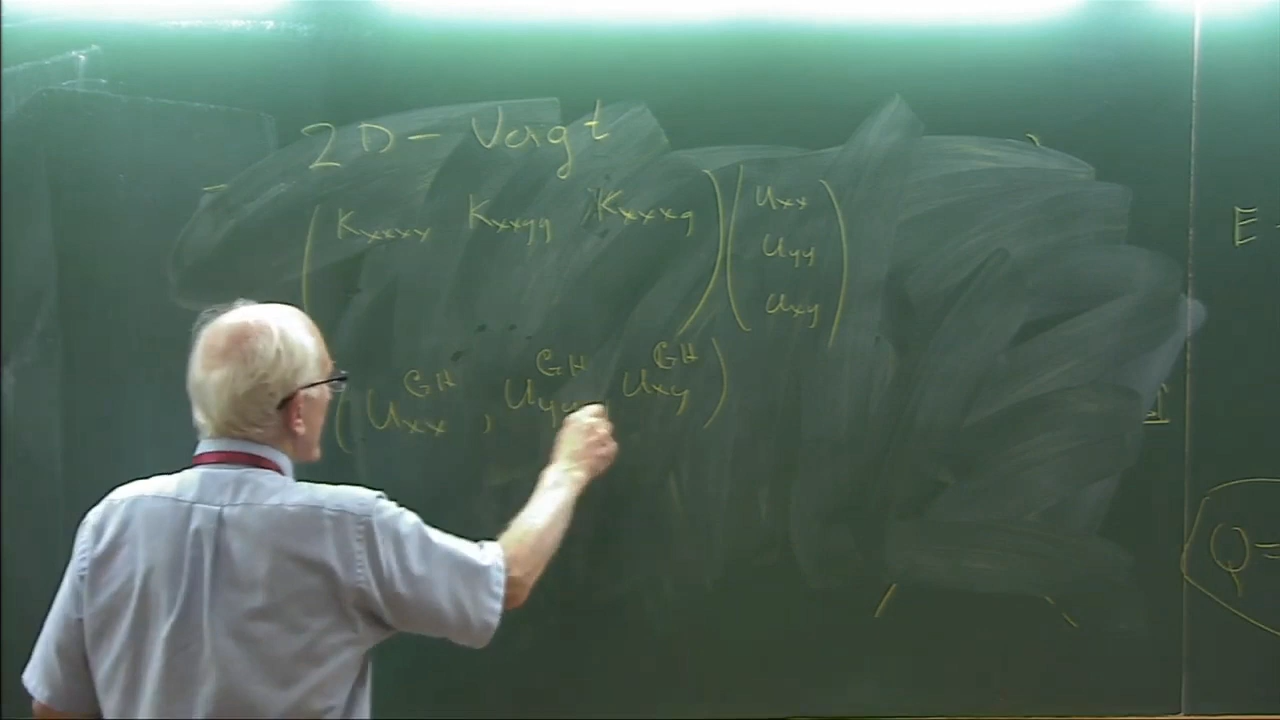 2D - Voigt
( Kxxxx Kxxyy Kxxxy ) ( uxx
uyy
uxy )
( Uxx^GH , Uyy^GH Uxy^GH )
E =
Q =